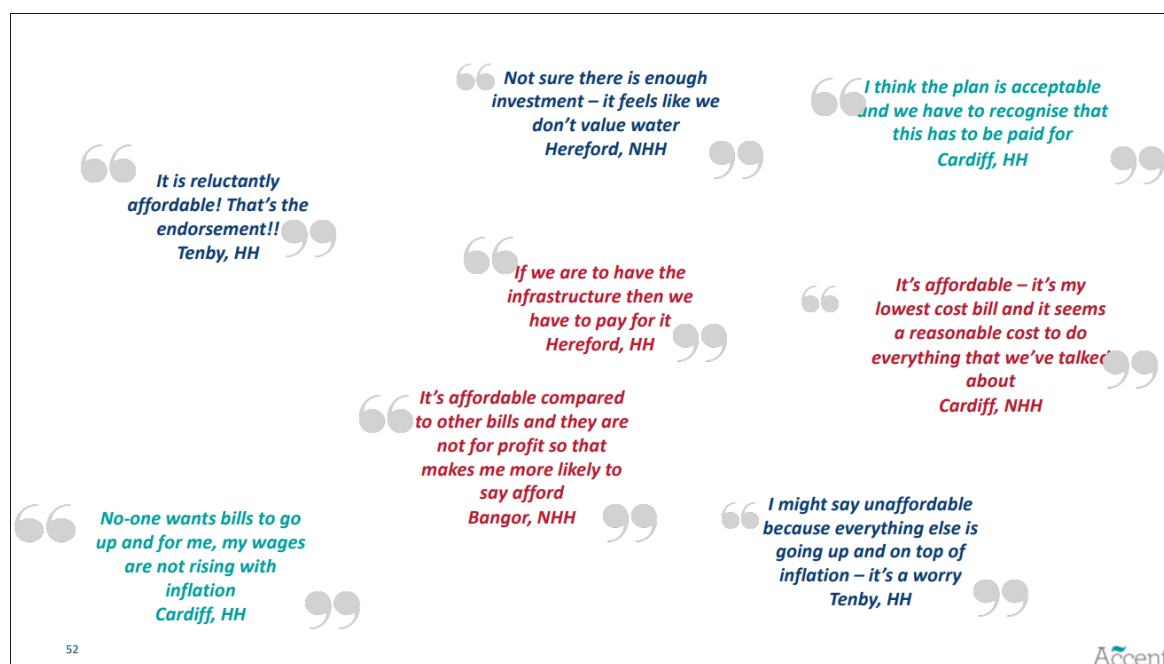 Not sure there is enough
investment – it feels like we
don’t value water
Hereford, NHH
I think the plan is acceptable
and we have to recognise that
this has to be paid for
Cardiff, HH
It is reluctantly
affordable! That’s the
endorsement!!
Tenby, HH
If we are to have the
infrastructure then we
have to pay for it
Hereford, HH
It’s affordable – it’s my
lowest cost bill and it seems
a reasonable cost to do
everything that we’ve talked
about
Cardiff, NHH
It’s affordable compared
to other bills and they are
not for profit so that
makes me more likely to
say afford
Bangor, NHH
No-one wants bills to go
up and for me, my wages
are not rising with
inflation
Cardiff, HH
I might say unaffordable
because everything else is
going up and on top of
inflation – it’s a worry
Tenby, HH
52
Accent